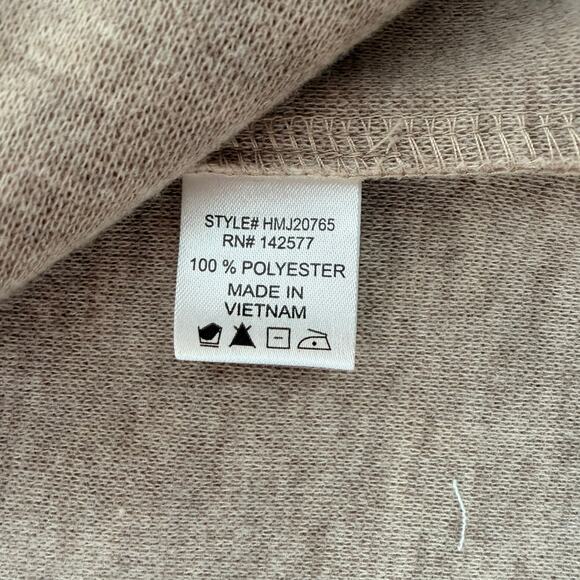 STYLE# HMJ20765
RN# 142577
100 % POLYESTER
MADE IN
VIETNAM